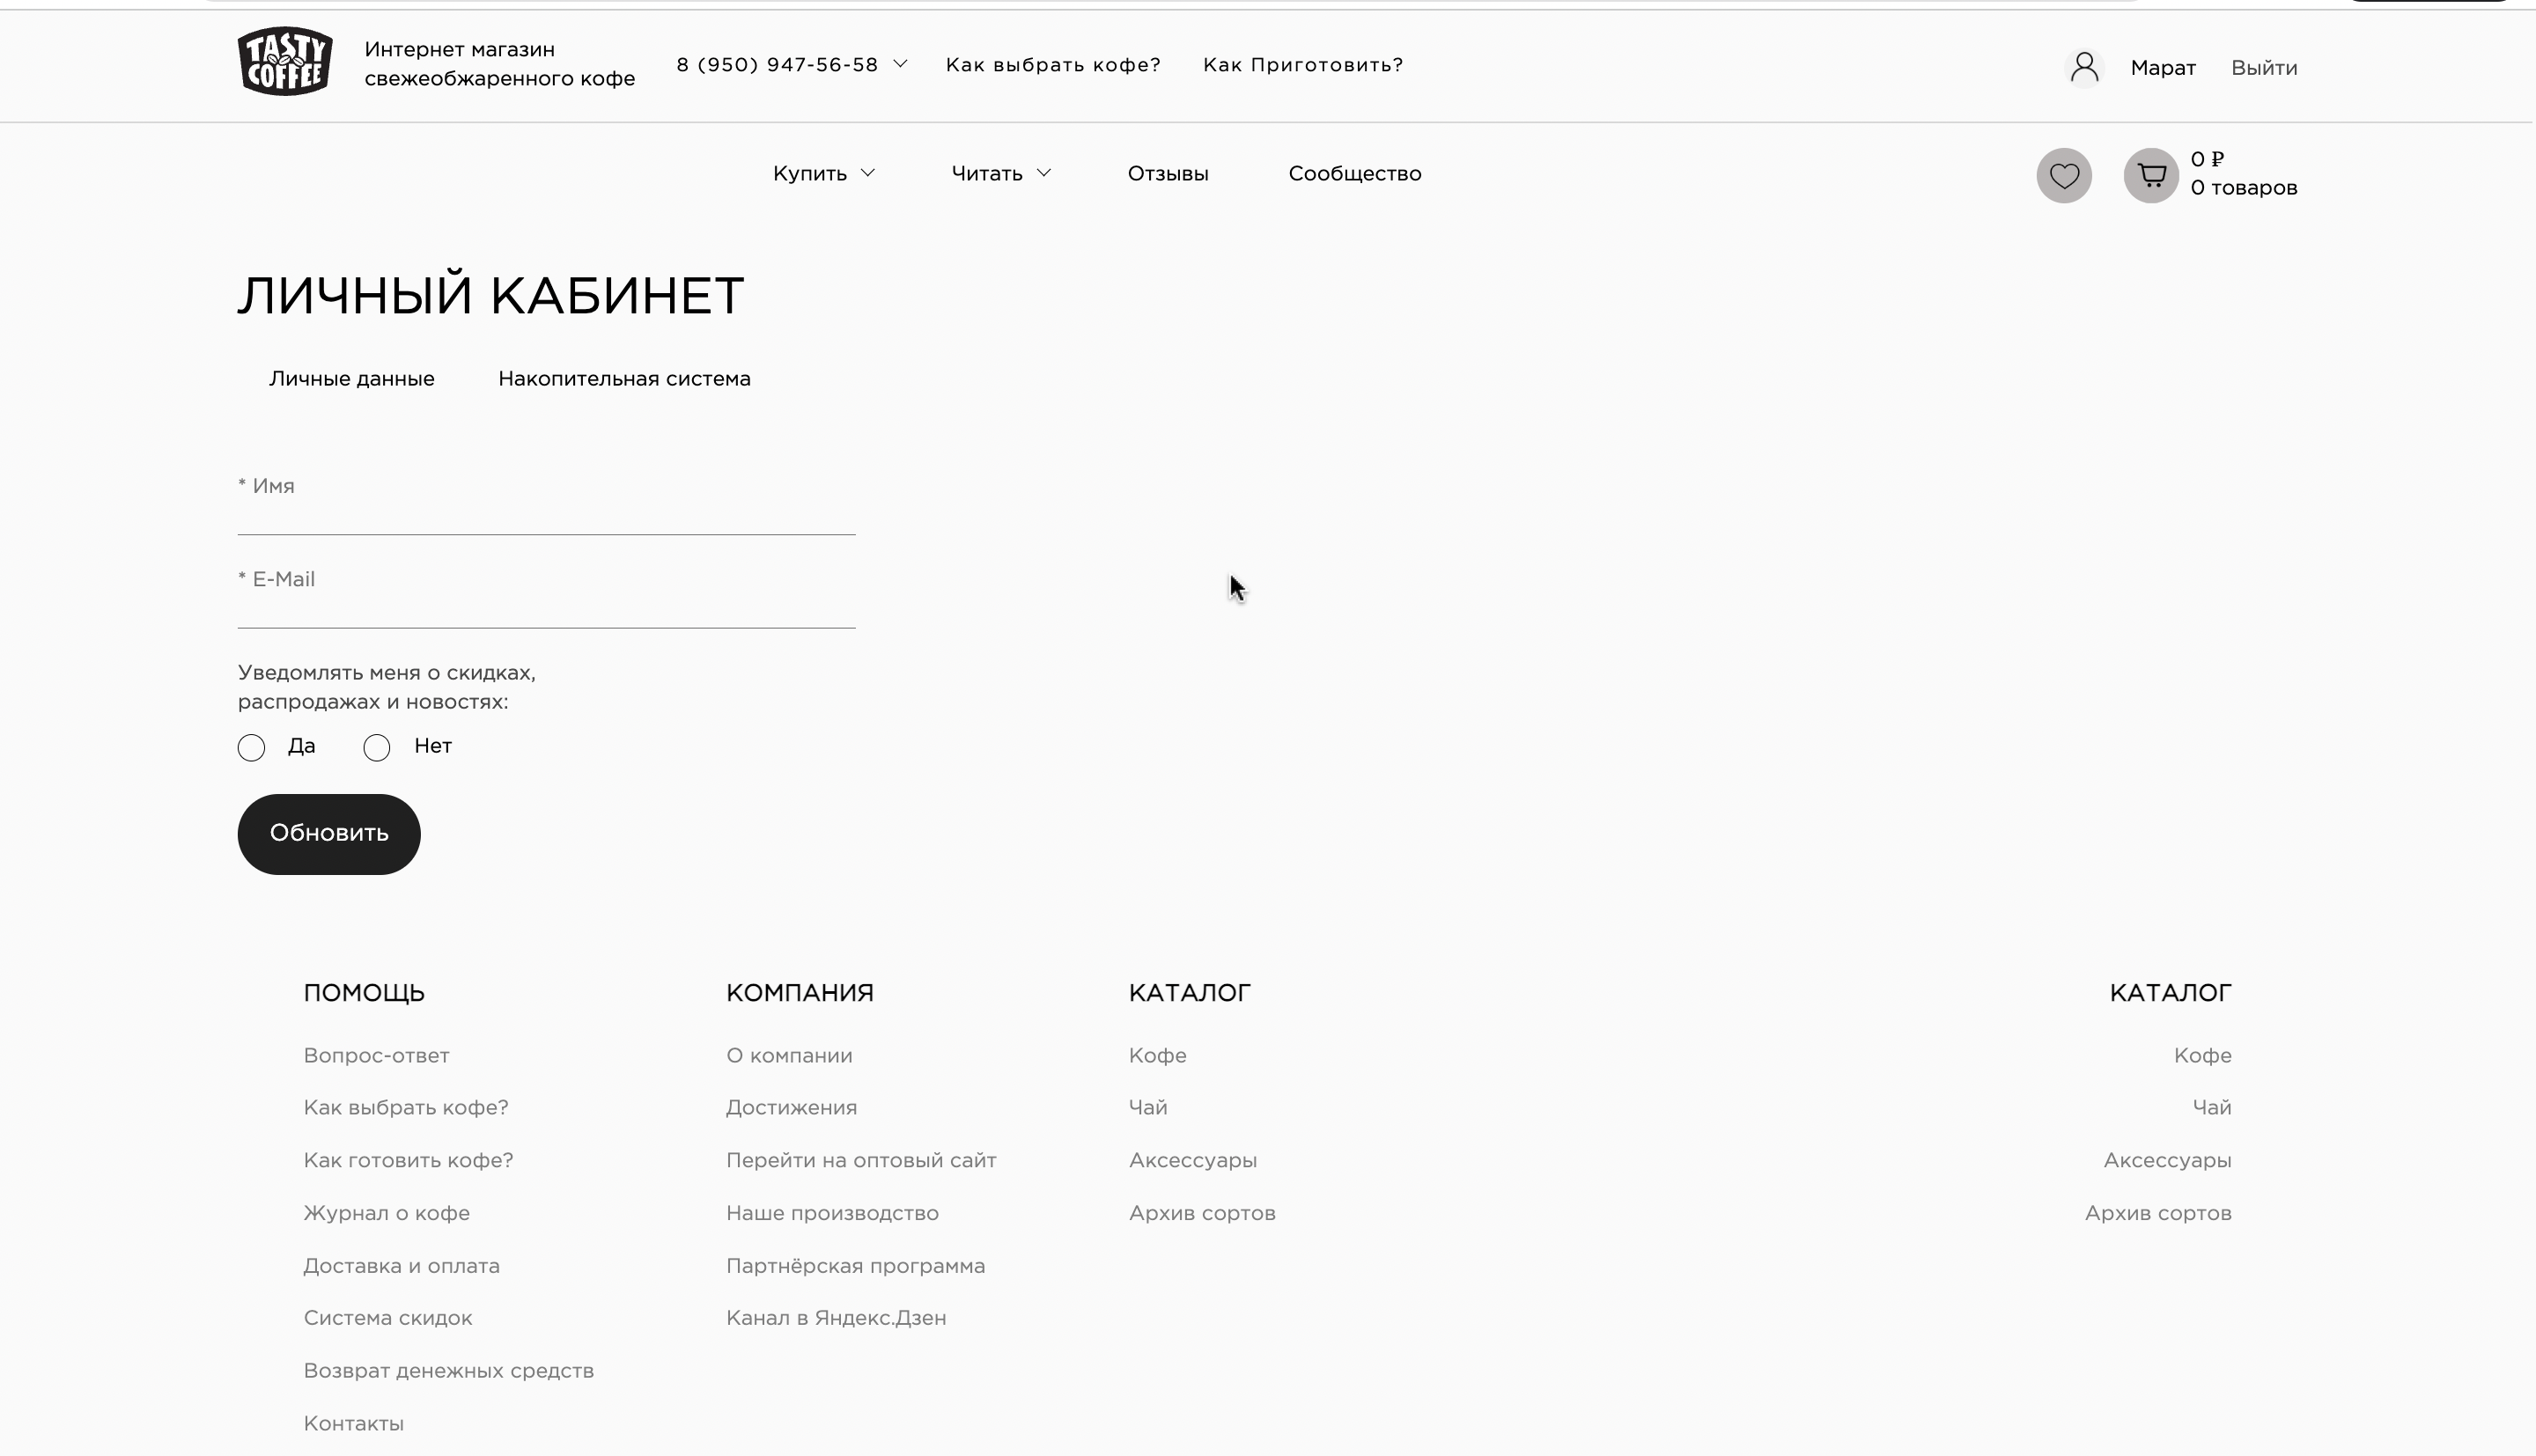 TASTY
COFFEE
Интернет магазин
свежеобжаренного кофе
8 (950) 947-56-58
Как выбрать кофе?
Как Приготовить?
Марат
Выйти
Купить
Читать
Отзывы
Сообщество
0 ₽
0 товаров
ЛИЧНЫЙ КАБИНЕТ
Личные данные
Накопительная система
* Имя
* E-Mail
Уведомлять меня о скидках,
распродажах и новостях:
Да
Нет
Обновить
ПОМОЩЬ
Вопрос-ответ
Как выбрать кофе?
Как готовить кофе?
Журнал о кофе
Доставка и оплата
Система скидок
Возврат денежных средств
Контакты
КОМПАНИЯ
О компании
Достижения
Перейти на оптовый сайт
Наше производство
Партнёрская программа
Канал в Яндекс.Дзен
КАТАЛОГ
Кофе
Чай
Аксессуары
Архив сортов
КАТАЛОГ
Кофе
Чай
Аксессуары
Архив сортов